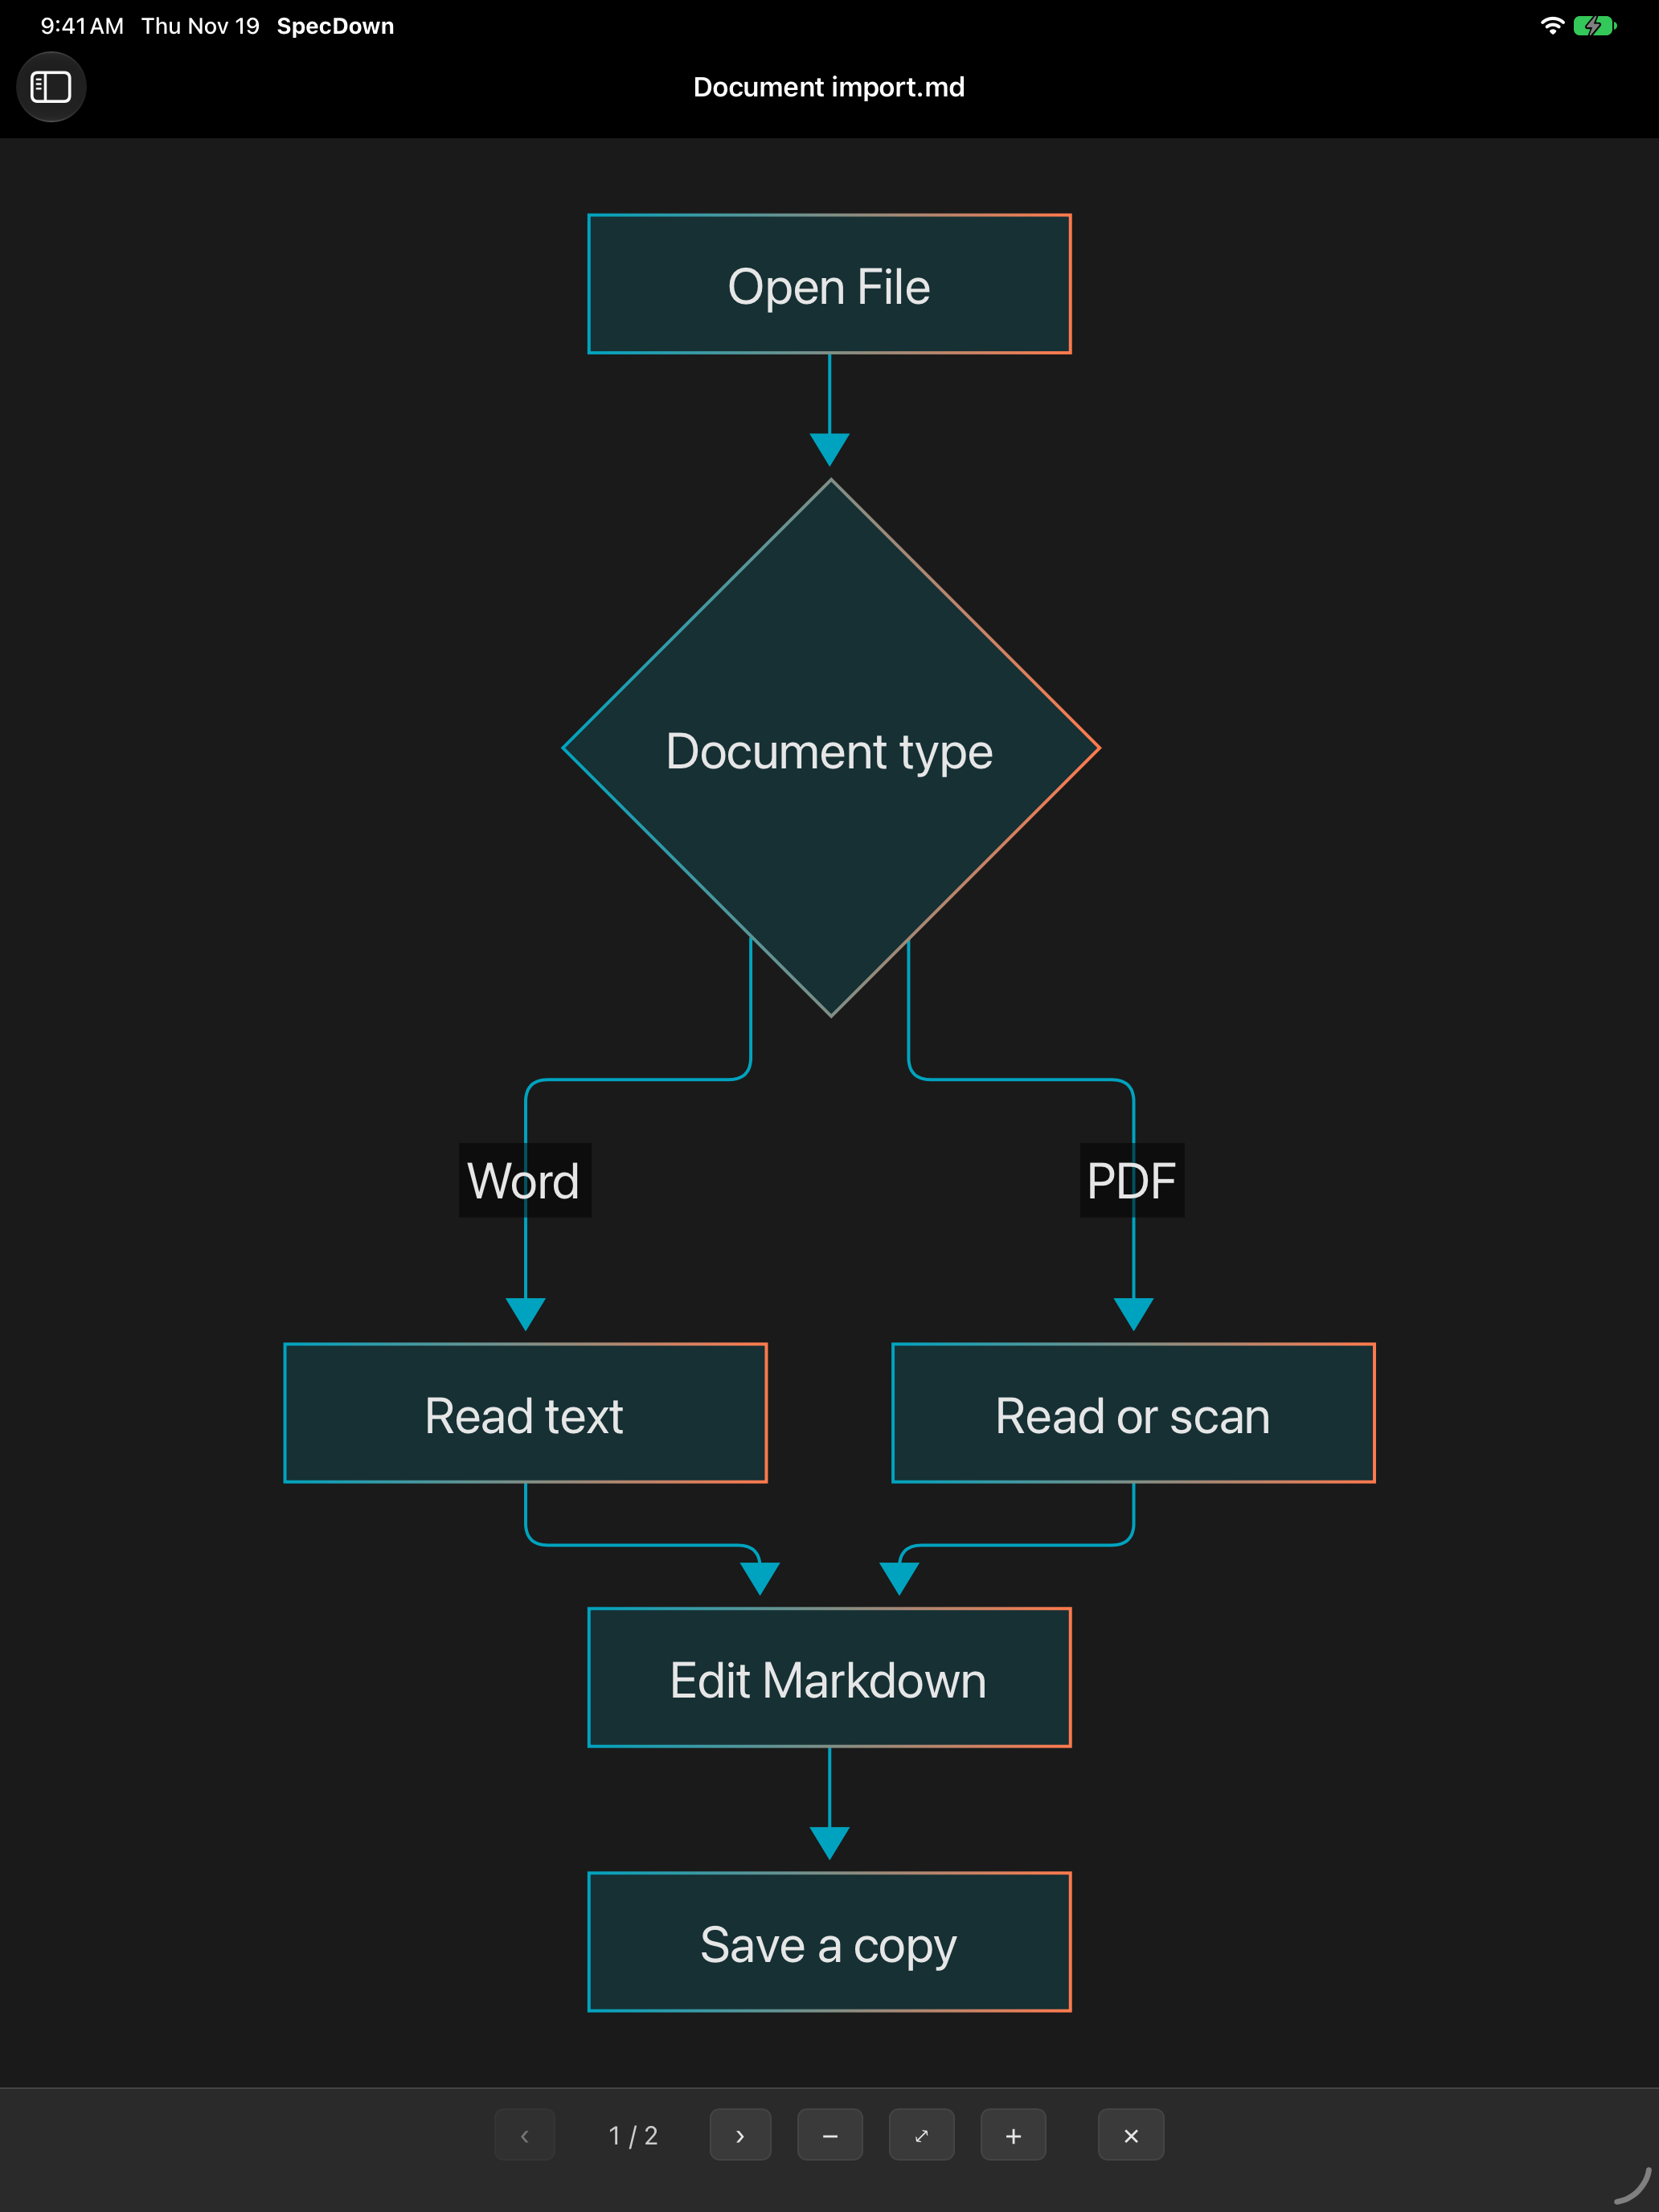 9:41 AM Thu Nov 19 SpecDown
Document import.md
Open File
Document type
Word
PDF
Read text
Read or scan
Edit Markdown
Save a copy
1 / 2